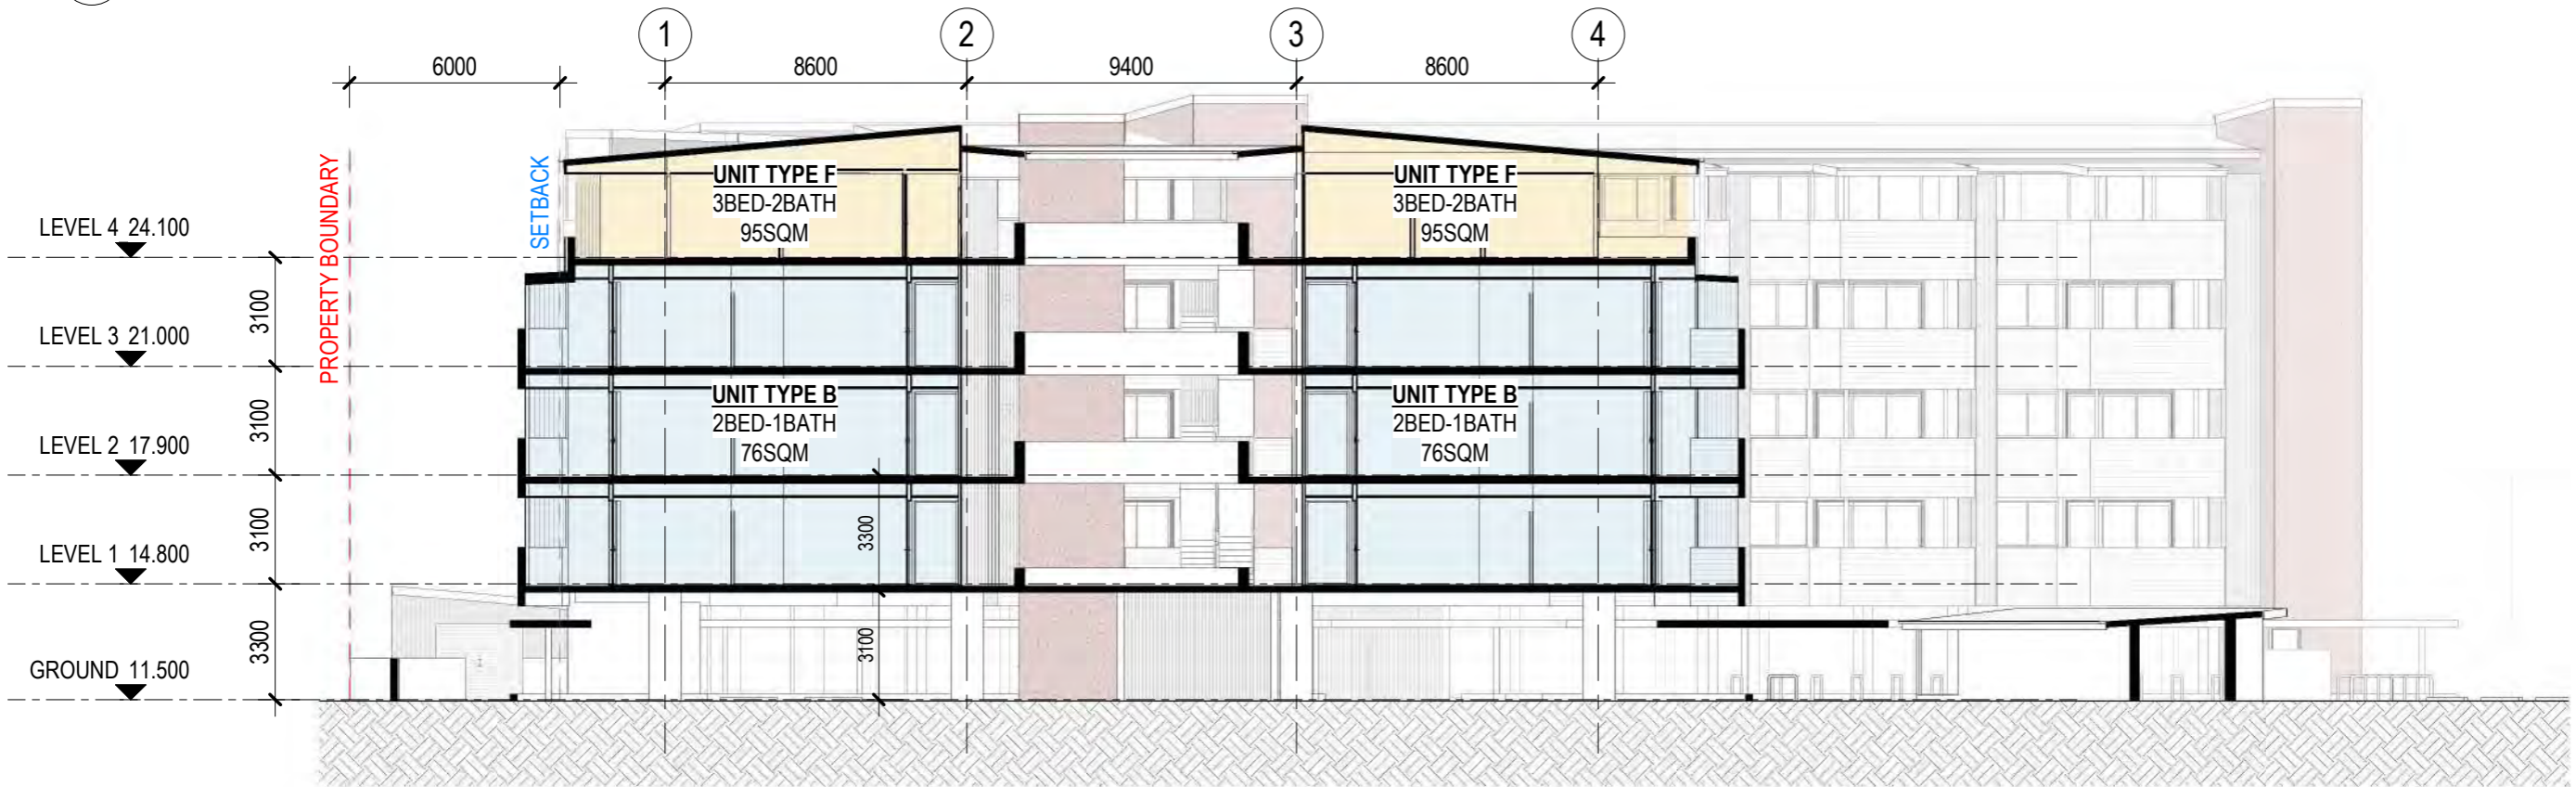 1
2
3
4
6000
8600
9400
8600
PROPERTY BOUNDARY
SETBACK
UNIT TYPE F
3BED-2BATH
95SQM
UNIT TYPE F
3BED-2BATH
95SQM
LEVEL 4 24.100
3100
LEVEL 3 21.000
3100
UNIT TYPE B
2BED-1BATH
76SQM
UNIT TYPE B
2BED-1BATH
76SQM
LEVEL 2 17.900
3100
3300
LEVEL 1 14.800
3300
3100
GROUND 11.500